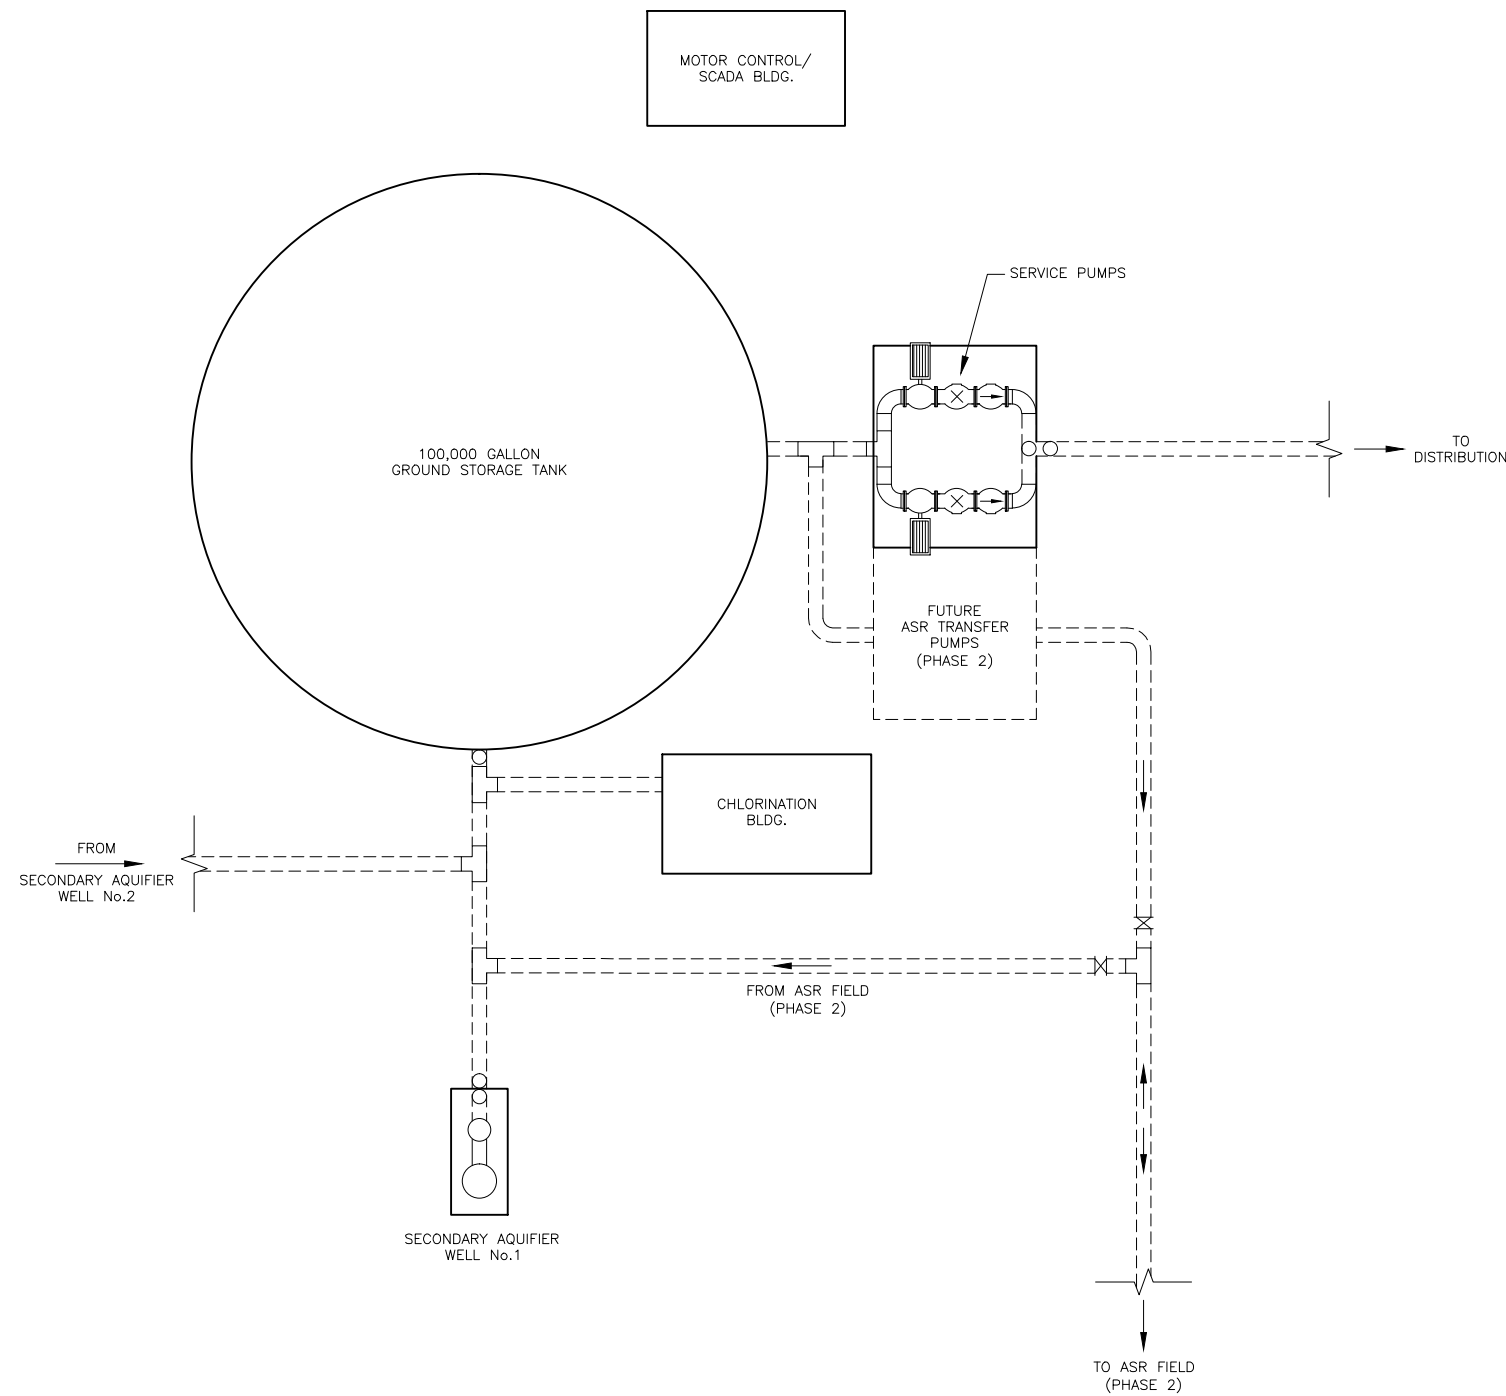 MOTOR CONTROL/
SCADA BLDG.
SERVICE PUMPS
100,000 GALLON
GROUND STORAGE TANK
TO
DISTRIBUTION
FUTURE
ASR TRANSFER
PUMPS
(PHASE 2)
CHLORINATION
BLDG.
FROM
SECONDARY AQUIFIER
WELL No.2
FROM ASR FIELD
(PHASE 2)
SECONDARY AQUIFIER
WELL No.1
TO ASR FIELD
(PHASE 2)